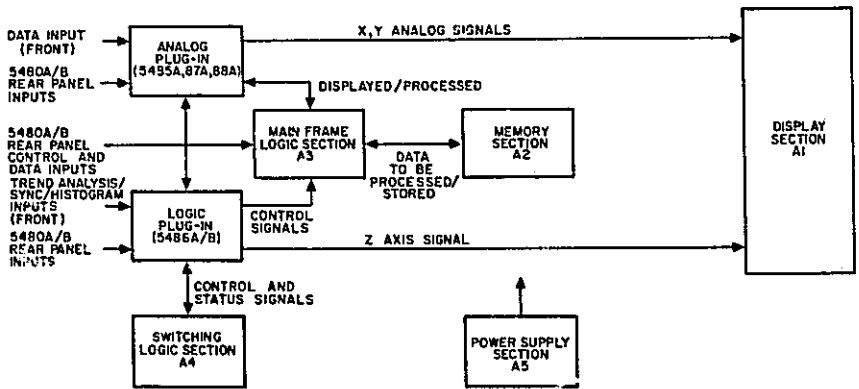 DATA INPUT
(FRONT)
5480A/B
REAR PANEL
INPUTS
ANALOG
PLUG-IN
(5485A,87A,88A)
X,Y ANALOG SIGNALS
DISPLAYED/PROCESSED
5480A/B
REAR PANEL
CONTROL AND
DATA INPUTS
MAIN FRAME
LOGIC SECTION
A3
DATA
TO BE
PROCESSED/
STORED
MEMORY
SECTION
A2
DISPLAY
SECTION
A1
TREND ANALYSIS/
SYNC/HISTOGRAM
INPUTS
(FRONT)
5480A/B
REAR PANEL
INPUTS
LOGIC
PLUG-IN
(5486A/B)
CONTROL
SIGNALS
Z AXIS SIGNAL
CONTROL AND
STATUS SIGNALS
SWITCHING
LOGIC SECTION
A4
POWER SUPPLY
SECTION
A5